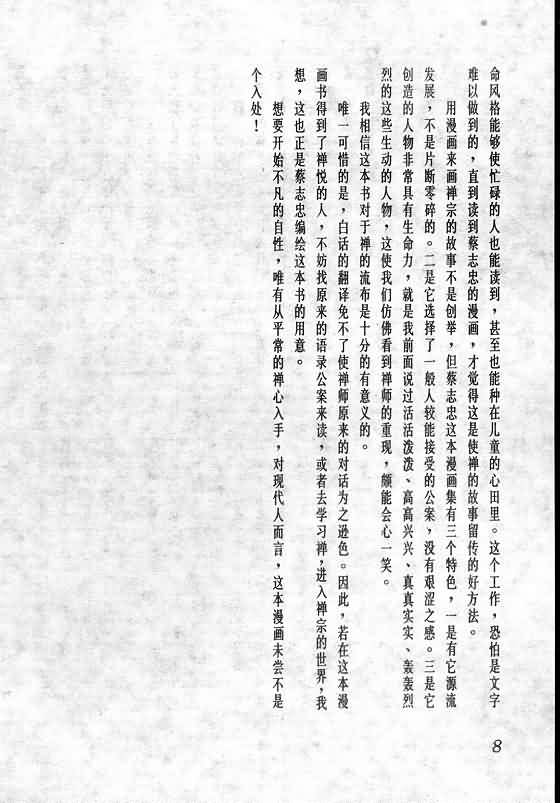 命风格能够使忙碌的人也能读到，甚至也能种在儿童的心田里。这个工作，恐怕是文字
难以做到的，直到读到蔡志忠的漫画，才觉得这是使禅的故事留传的好方法。
用漫画来画禅宗的故事不是创举，但蔡志忠这本漫画集有三个特色，一是有它源流
发展，不是片断零碎的。二是它选择了一般人较能接受的公案，没有艰涩之感。三是它
创造的人物非常具有生命力，就是我前面说过活活泼泼、高高兴兴、真真实实、轰轰烈
烈的这些生动的人物，这使我们仿佛看到禅师的重现，颇能会心一笑。
我相信这本书对于禅的流布是十分的有意义的。
唯一可惜的是，白话的翻译免不了使禅师原来的对话为之逊色。因此，若在这本漫
画书得到了禅悦的人，不妨找原来的语录公案来读，或者去学习禅，进入禅宗的世界，我
想，这也正是蔡志忠编绘这本书的用意。
想要开始不凡的自性，唯有从平常的禅心入手，对现代人而言，这本漫画未尝不是
个入处！
8